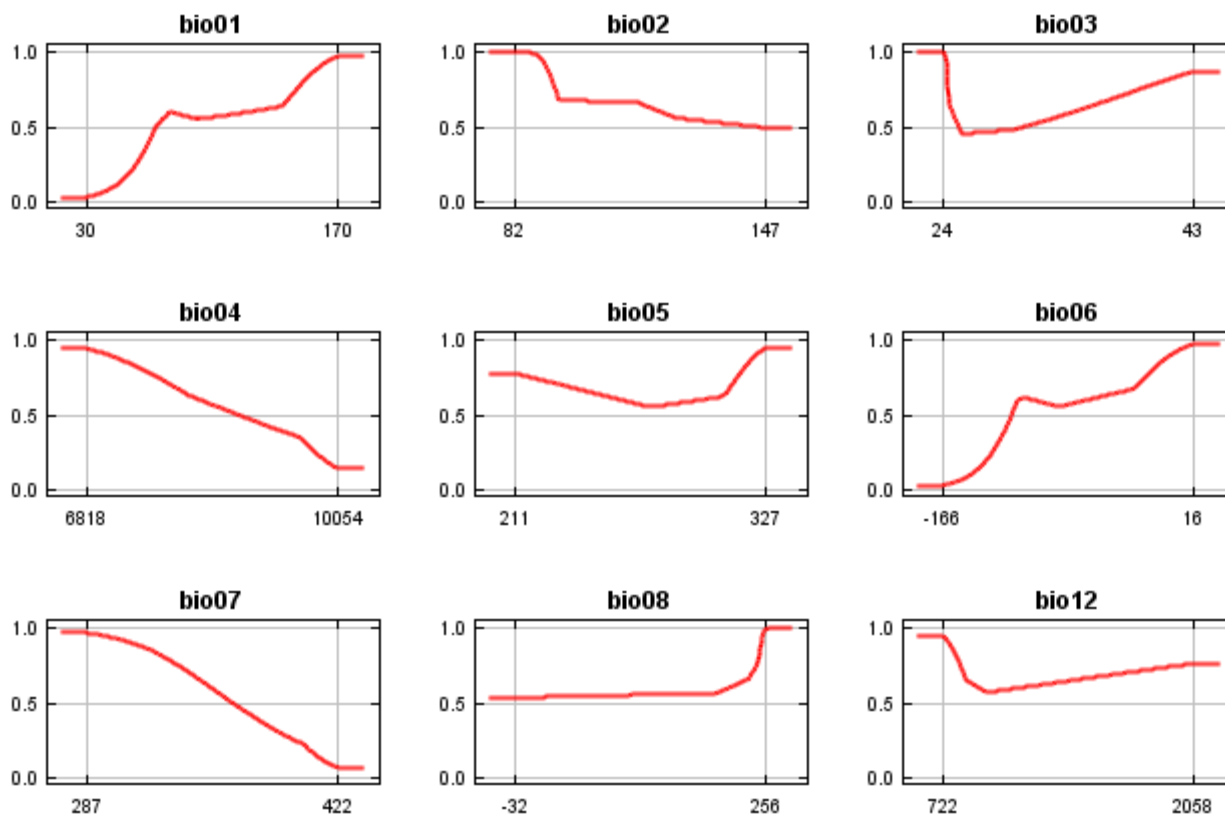 bio01 bio02 bio03
1.0 1.0 1.0
0.5 0.5 0.5
0.0 0.0 0.0
30 170 82 147 24 43
bio04 bio05 bio06
1.0 1.0 1.0
0.5 0.5 0.5
0.0 0.0 0.0
6818 10054 211 327 -166 16
bio07 bio08 bio12
1.0 1.0 1.0
0.5 0.5 0.5
0.0 0.0 0.0
287 422 -32 256 722 2058